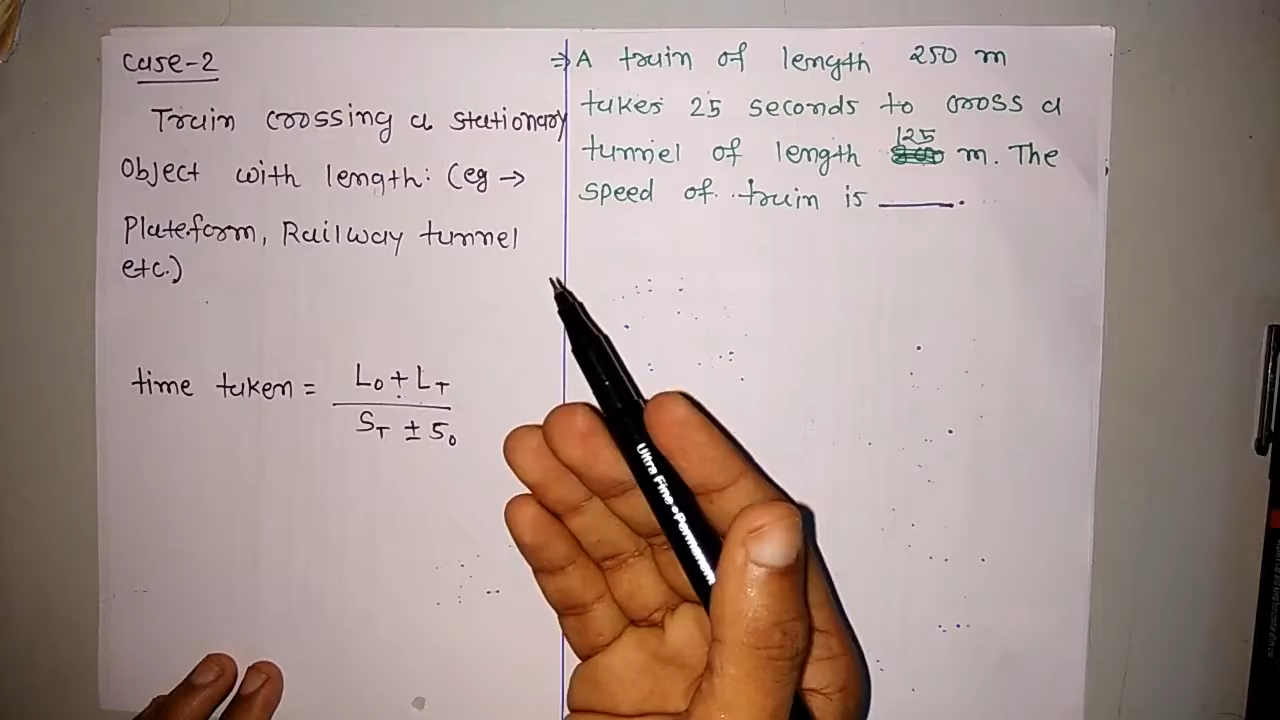 Case-2
Train crossing a stationary
Object with length: (eg →
Plateform, Railway tunnel
etc.)
time taken = L₀ + L_T
S_T ± S₀
⇒ A train of length 250 m
takes 25 seconds to cross a
125
tunnel of length m. The
speed of train is ____.
Ultra Fine • Permanent